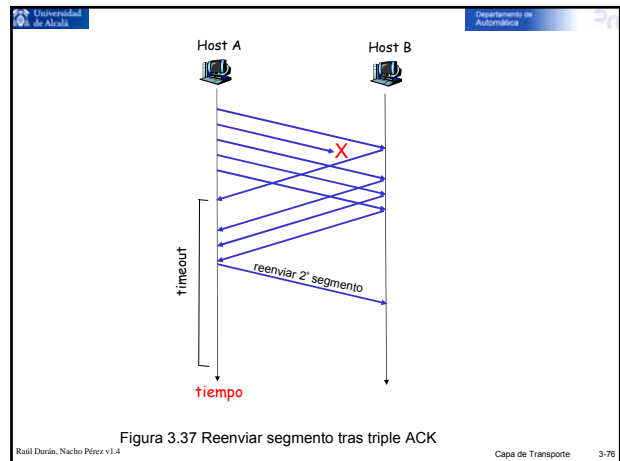 Universidad
de Alcalá
Departamento de
Automática
Host A
Host B
X
timeout
reenviar 2° segmento
tiempo
Figura 3.37 Reenviar segmento tras triple ACK
Raúl Durán, Nacho Pérez v1.4
Capa de Transporte 3-76